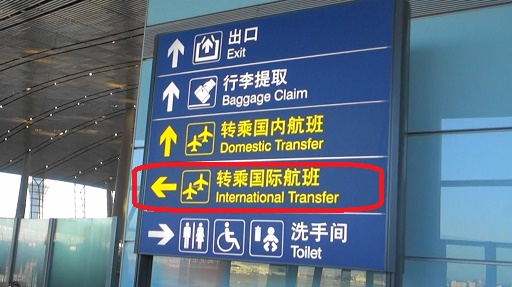 出口
Exit
行李提取
Baggage Claim
转乘国内航班
Domestic Transfer
转乘国际航班
International Transfer
洗手间
Toilet